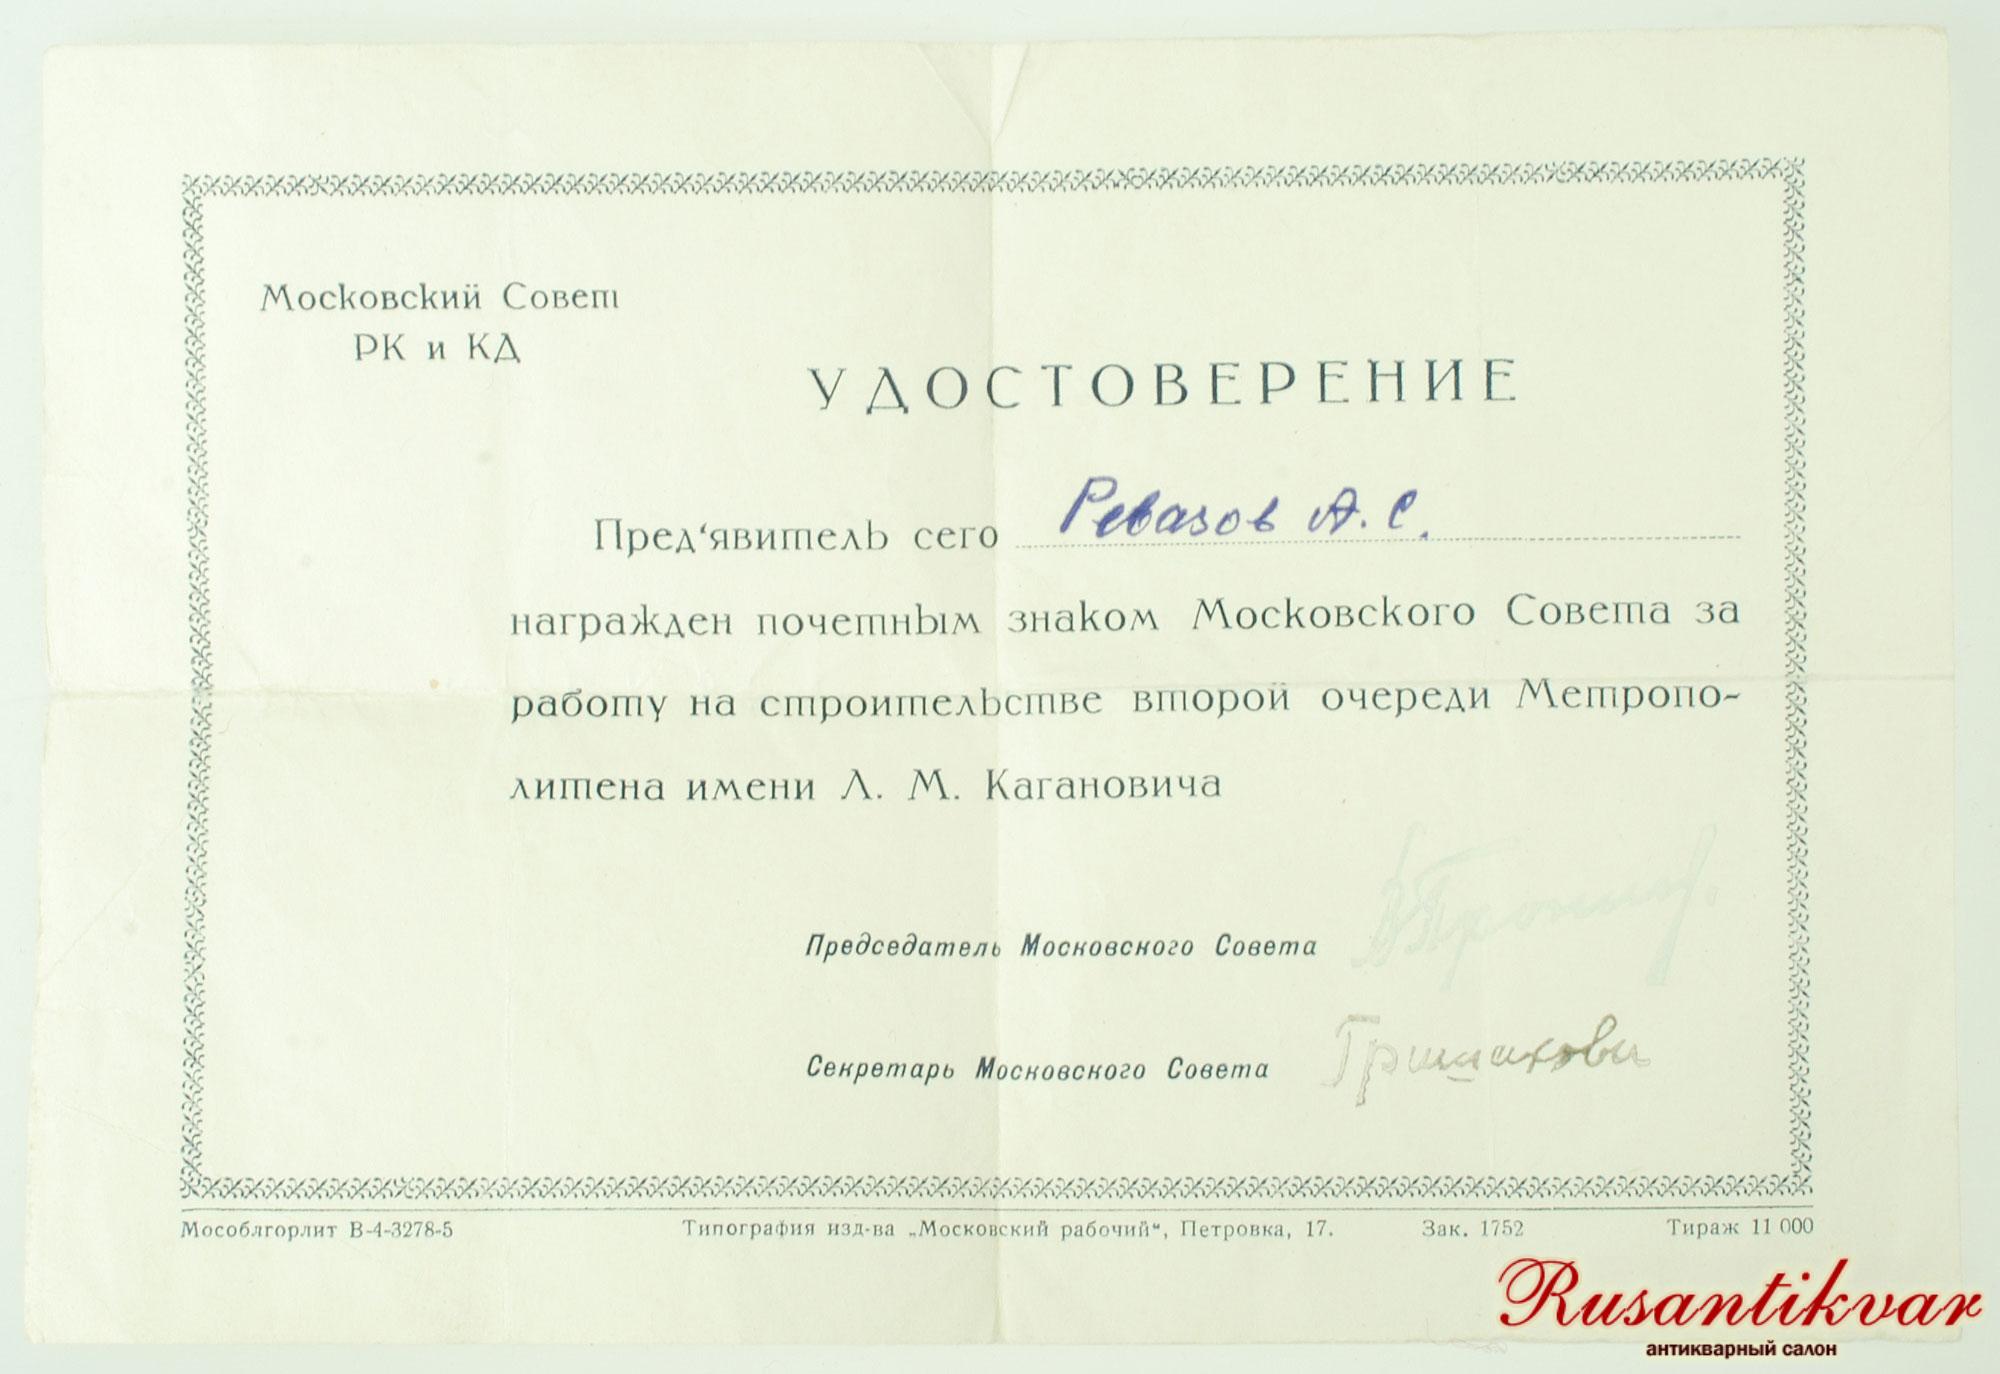 Московский Совет
РК и КД
УДОСТОВЕРЕНИЕ
Пред‘явитель сего Ревазов А. С.
награжден почетным знаком Московского Совета за
работу на строительстве второй очереди Метропо-
литена имени Л. М. Кагановича
Председатель Московского Совета
Секретарь Московского Совета
Мособлгорлит В-4-3278-5 Типография изд-ва „Московский рабочий“, Петровка, 17. Зак. 1752 Тираж 11 000
Rusantikvar
антикварный салон